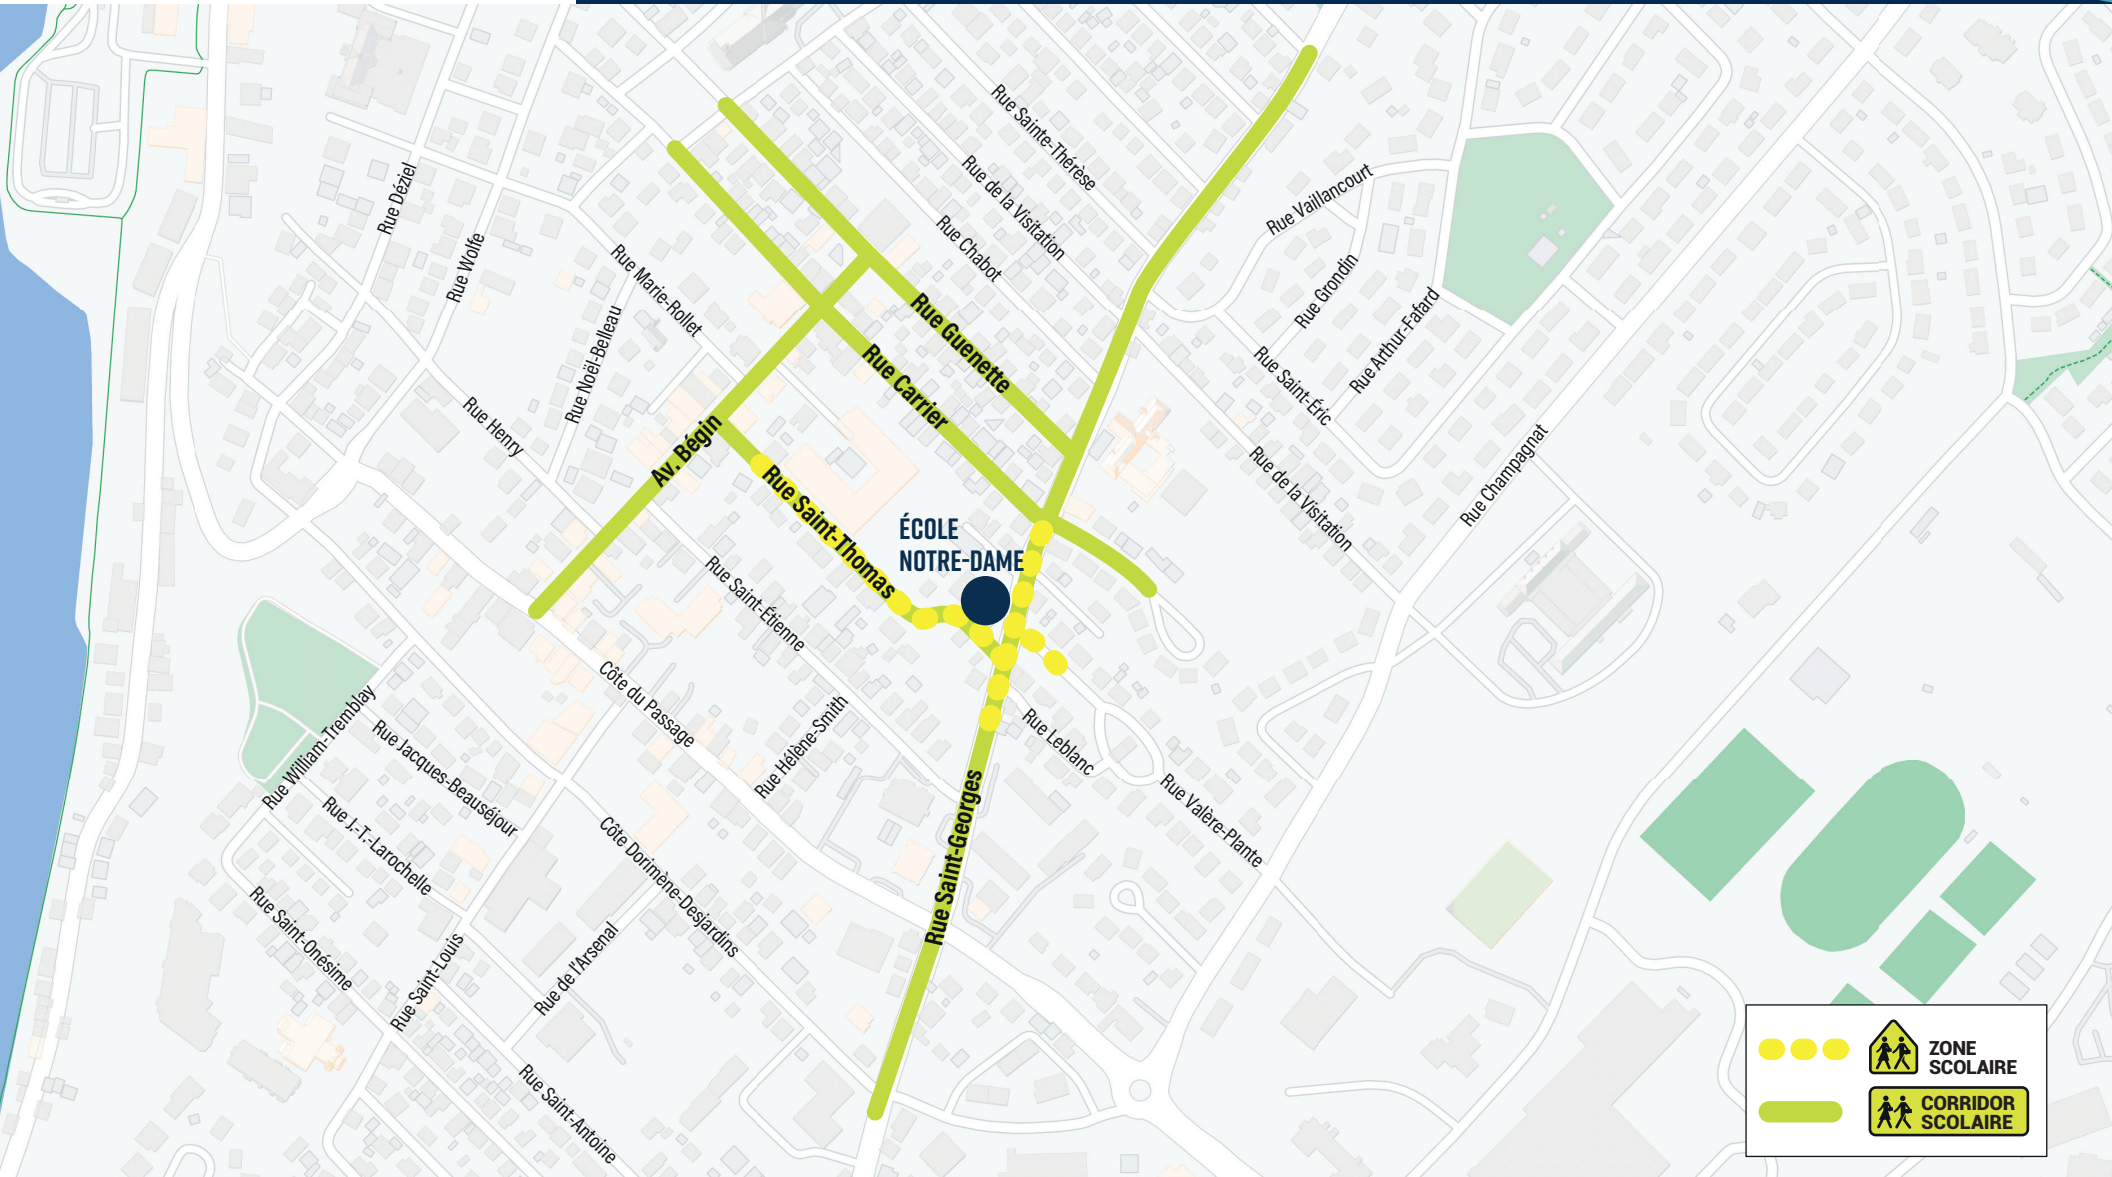 Rue Sainte-Thérèse
Rue de la Visitation
Rue Chabot
Rue Vaillancourt
Rue Déziel
Rue Wolfe
Rue Marie-Rollet
Rue Noël-Belleau
Rue Grondin
Rue Arthur-Fafard
Rue Guenette
Rue Carrier
Rue Saint-Éric
Rue Henry
Av. Bégin
Rue Champagnat
Rue de la Visitation
Rue Saint-Thomas
ÉCOLE
NOTRE-DAME
Rue Saint-Étienne
Côte du Passage
Rue William-Tremblay
Rue Hélène-Smith
Rue Leblanc
Rue Jacques-Beauséjour
Rue Valère-Plante
Rue J.-T.-Larochelle
Rue Saint-Georges
Côte Dorimène-Desjardins
Rue Saint-Onésime
Rue Saint-Louis
Rue de l'Arsenal
Rue Saint-Antoine
ZONE
SCOLAIRE
CORRIDOR
SCOLAIRE